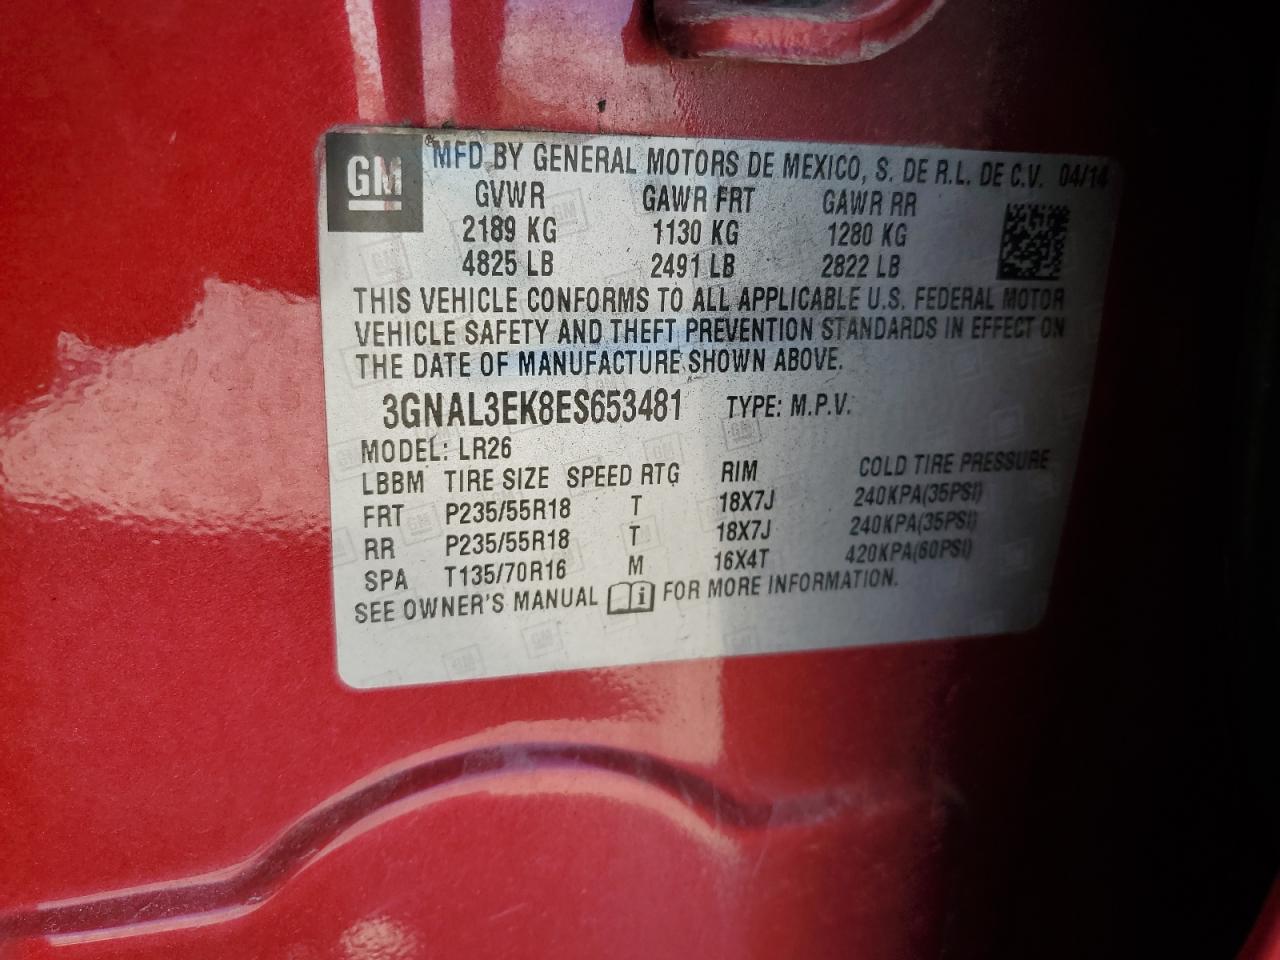 GM
MFD BY GENERAL MOTORS DE MEXICO, S. DE R.L. DE C.V. 04/14
GVWR GAWR FRT GAWR RR
2189 KG 1130 KG 1280 KG
4825 LB 2491 LB 2822 LB
THIS VEHICLE CONFORMS TO ALL APPLICABLE U.S. FEDERAL MOTOR
VEHICLE SAFETY AND THEFT PREVENTION STANDARDS IN EFFECT ON
THE DATE OF MANUFACTURE SHOWN ABOVE.
3GNAL3EK8ES653481 TYPE: M.P.V.
MODEL: LR26
LBBM TIRE SIZE SPEED RTG RIM COLD TIRE PRESSURE
FRT P235/55R18 T 18X7J 240KPA(35PSI)
RR P235/55R18 T 18X7J 240KPA(35PSI)
SPA T135/70R16 M 16X4T 420KPA(60PSI)
SEE OWNER'S MANUAL FOR MORE INFORMATION.